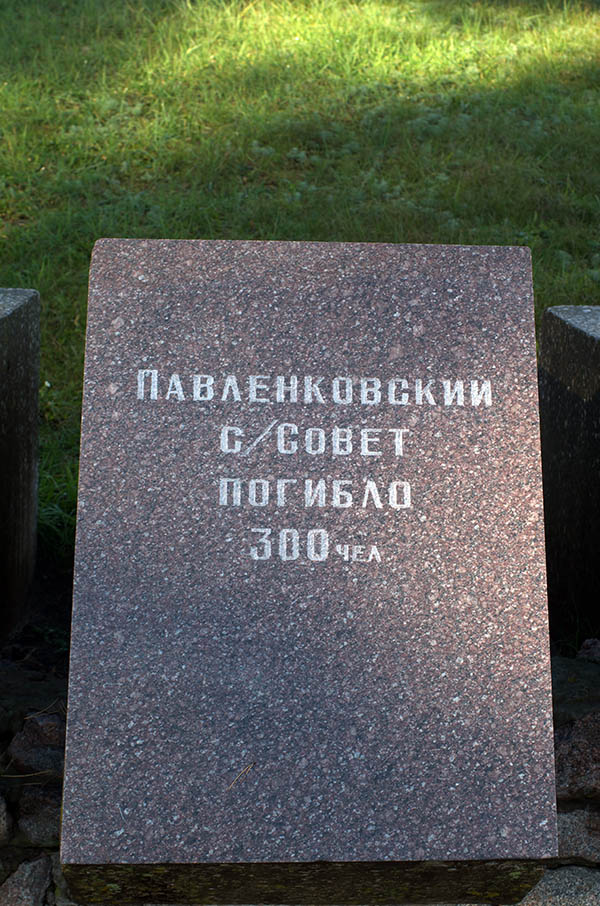 Павленковский
с/Совет
погибло
300 чел